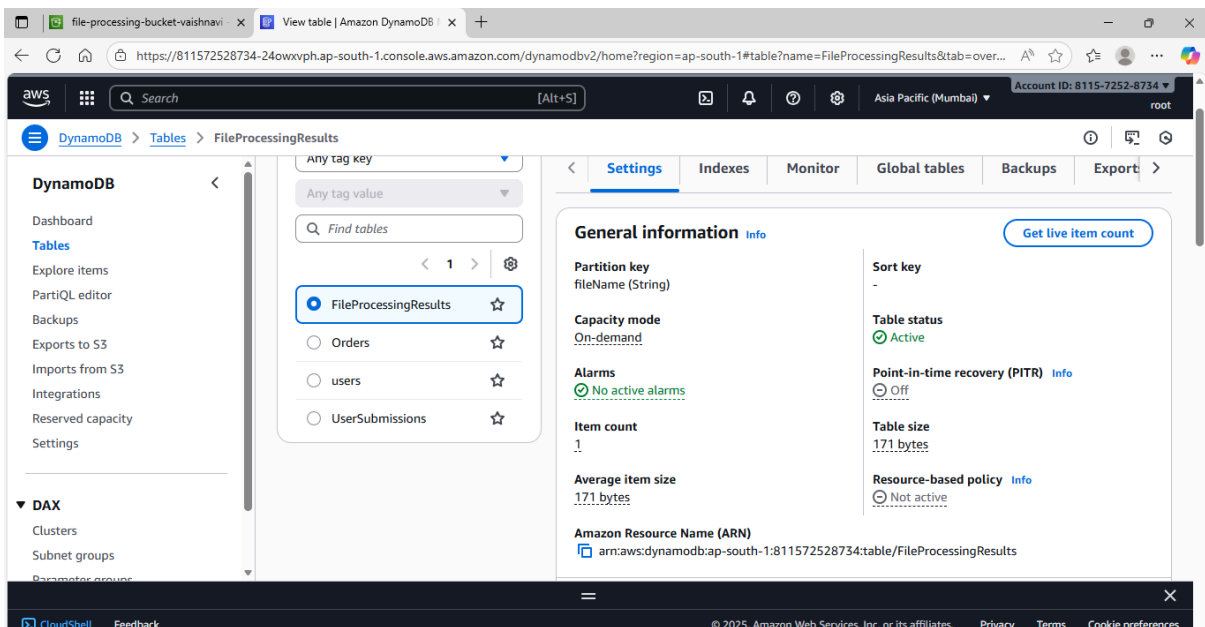 file-processing-bucket-vaishnavi -
View table | Amazon DynamoDB
https://811572528734-24owxvph.ap-south-1.console.aws.amazon.com/dynamodbv2/home?region=ap-south-1#table?name=FileProcessingResults&tab=over...
aws
Search
[Alt+S]
Asia Pacific (Mumbai)
Account ID: 8115-7252-8734
root
DynamoDB > Tables > FileProcessingResults
DynamoDB
Dashboard
Tables
Explore items
PartiQL editor
Backups
Exports to S3
Imports from S3
Integrations
Reserved capacity
Settings
DAX
Clusters
Subnet groups
Parameter groups
Any tag key
Any tag value
Find tables
1
FileProcessingResults
Orders
users
UserSubmissions
Settings
Indexes
Monitor
Global tables
Backups
Export
General information Info
Get live item count
Partition key
fileName (String)
Sort key
-
Capacity mode
On-demand
Table status
Active
Alarms
No active alarms
Point-in-time recovery (PITR) Info
Off
Item count
1
Table size
171 bytes
Average item size
171 bytes
Resource-based policy Info
Not active
Amazon Resource Name (ARN)
arn:aws:dynamodb:ap-south-1:811572528734:table/FileProcessingResults
CloudShell
Feedback
© 2025, Amazon Web Services, Inc. or its affiliates.
Privacy
Terms
Cookie preferences